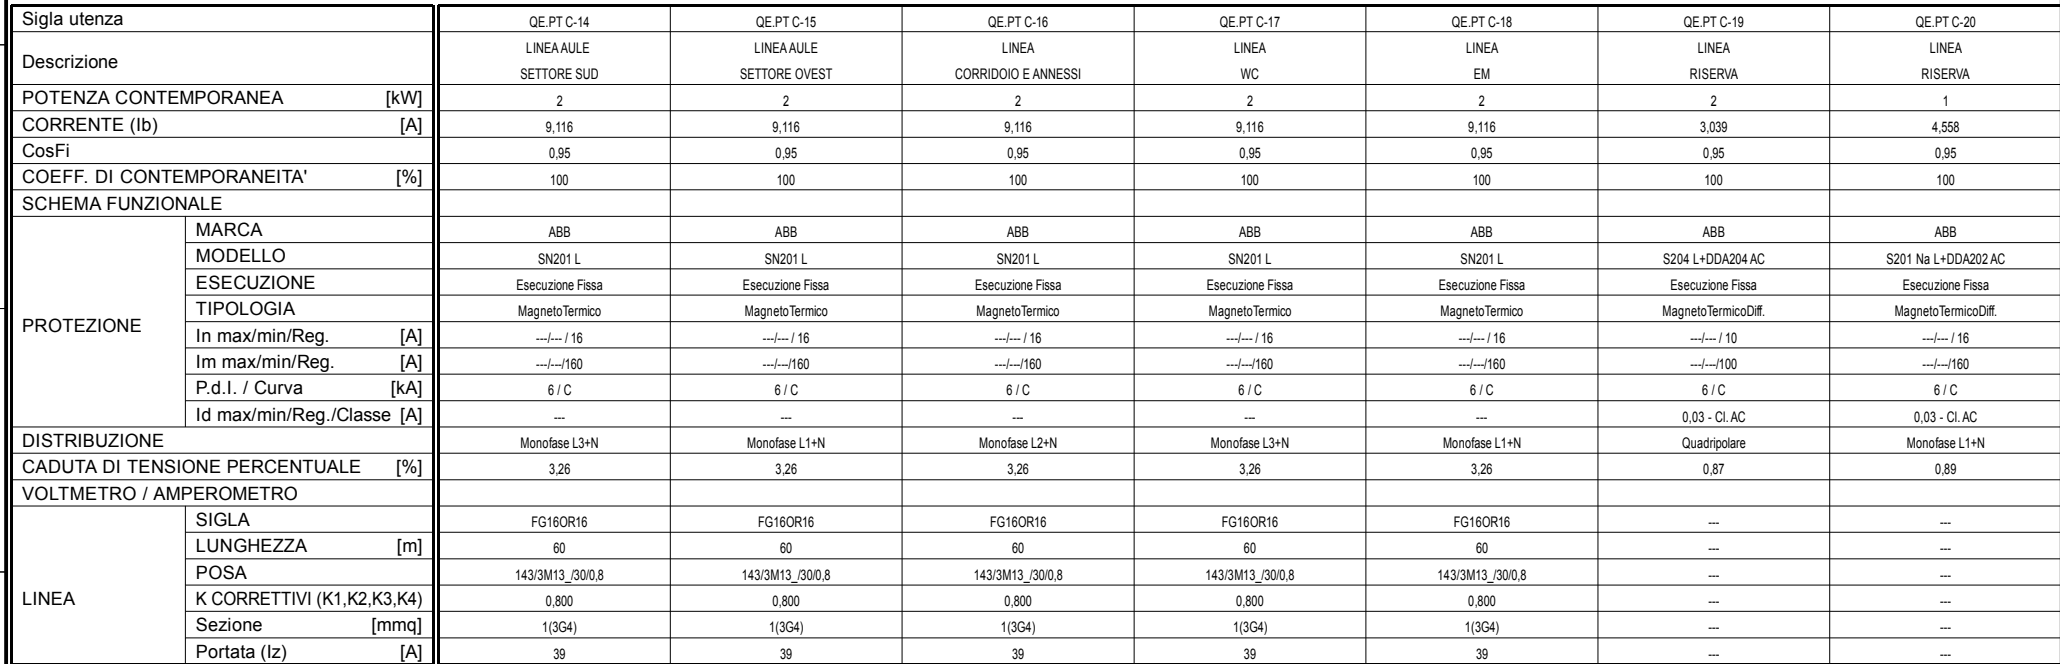 Sigla utenza QE.PT C-14 QE.PT C-15 QE.PT C-16 QE.PT C-17 QE.PT C-18 QE.PT C-19 QE.PT C-20
Descrizione
LINEA AULE LINEA AULE LINEA LINEA LINEA LINEA LINEA
SETTORE SUD SETTORE OVEST CORRIDOIO E ANNESSI WC EM RISERVA RISERVA
POTENZA CONTEMPORANEA [kW] 2 2 2 2 2 2 1
CORRENTE (Ib) [A] 9,116 9,116 9,116 9,116 9,116 3,039 4,558
CosFi 0,95 0,95 0,95 0,95 0,95 0,95 0,95
COEFF. DI CONTEMPORANEITA' [%] 100 100 100 100 100 100 100
SCHEMA FUNZIONALE
PROTEZIONE
MARCA ABB ABB ABB ABB ABB ABB ABB
MODELLO SN201 L SN201 L SN201 L SN201 L SN201 L S204 L+DDA204 AC S201 Na L+DDA202 AC
ESECUZIONE Esecuzione Fissa Esecuzione Fissa Esecuzione Fissa Esecuzione Fissa Esecuzione Fissa Esecuzione Fissa Esecuzione Fissa
TIPOLOGIA MagnetoTermico MagnetoTermico MagnetoTermico MagnetoTermico MagnetoTermico MagnetoTermicoDiff. MagnetoTermicoDiff.
In max/min/Reg. [A] ---/--- / 16 ---/--- / 16 ---/--- / 16 ---/--- / 16 ---/--- / 16 ---/--- / 10 ---/--- / 16
Im max/min/Reg. [A] ---/---/160 ---/---/160 ---/---/160 ---/---/160 ---/---/160 ---/---/100 ---/---/160
P.d.I. / Curva [kA] 6 / C 6 / C 6 / C 6 / C 6 / C 6 / C 6 / C
Id max/min/Reg./Classe [A] --- --- --- --- --- 0,03 - Cl. AC 0,03 - Cl. AC
DISTRIBUZIONE Monofase L3+N Monofase L1+N Monofase L2+N Monofase L3+N Monofase L1+N Quadripolare Monofase L1+N
CADUTA DI TENSIONE PERCENTUALE [%] 3,26 3,26 3,26 3,26 3,26 0,87 0,89
VOLTMETRO / AMPEROMETRO
LINEA
SIGLA FG16OR16 FG16OR16 FG16OR16 FG16OR16 FG16OR16 --- ---
LUNGHEZZA [m] 60 60 60 60 60 --- ---
POSA 143/3M13_/30/0,8 143/3M13_/30/0,8 143/3M13_/30/0,8 143/3M13_/30/0,8 143/3M13_/30/0,8 --- ---
K CORRETTIVI (K1,K2,K3,K4) 0,800 0,800 0,800 0,800 0,800 --- ---
Sezione [mmq] 1(3G4) 1(3G4) 1(3G4) 1(3G4) 1(3G4) --- ---
Portata (Iz) [A] 39 39 39 39 39 --- ---